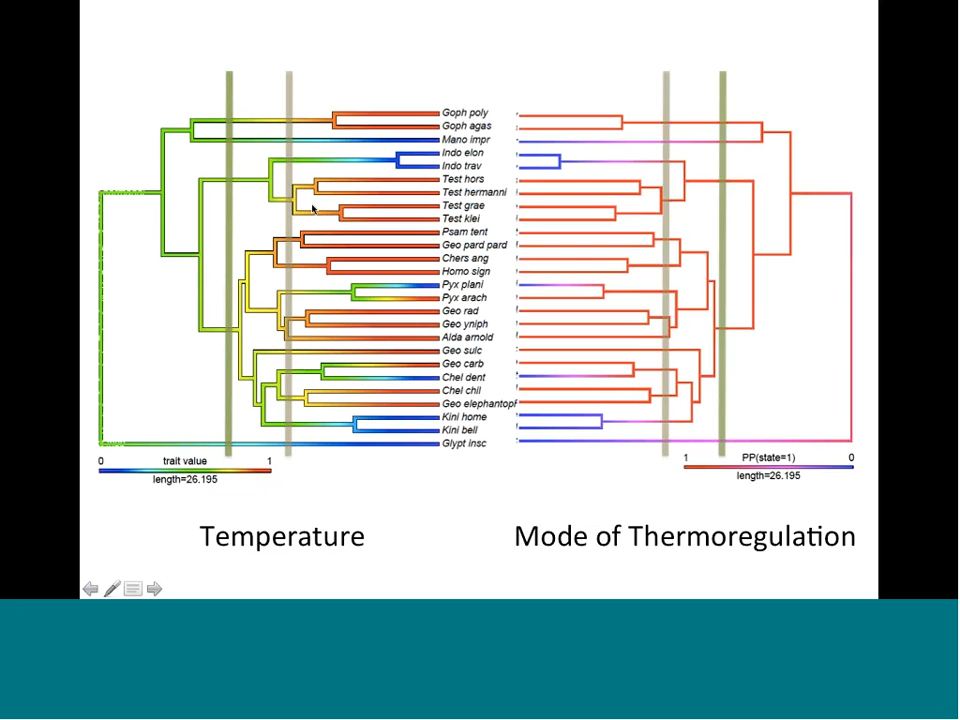 Goph poly
Goph agas
Mano impr
Indo elon
Indo trav
Test hors
Test hermanni
Test grae
Test klei
Psam tent
Geo pard pard
Chers ang
Homo sign
Pyx plani
Pyx arach
Geo rad
Geo yniph
Alda arnold
Geo sulc
Geo carb
Chel dent
Chel chil
Geo elephantopf
Kini home
Kini bell
Glypt insc
0 trait value 1
length=26.195
1 PP(state=1) 0
length=26.195
Temperature
Mode of Thermoregulation